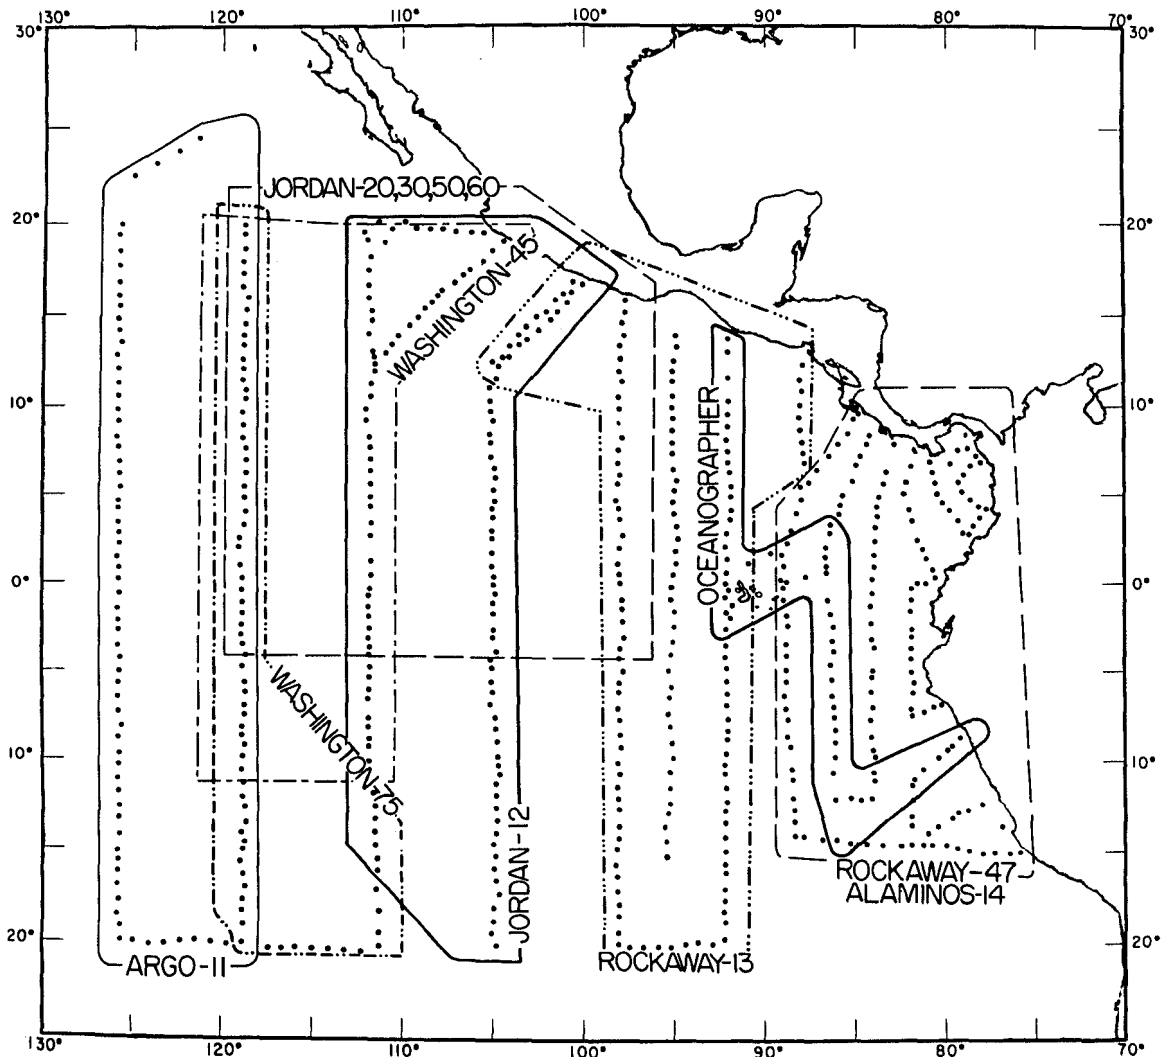 130° 120° 110° 100° 90° 80° 70°
30° 30°
JORDAN-20,30,50,60
20° 20°
WASHINGTON-45
OCEANOGRAPHER
10° 10°
0° 0°
WASHINGTON-75
10° 10°
JORDAN-12
ROCKAWAY-47
ALAMINOS-14
20° 20°
ARGO-11
ROCKAWAY-13
130° 120° 110° 100° 90° 80° 70°